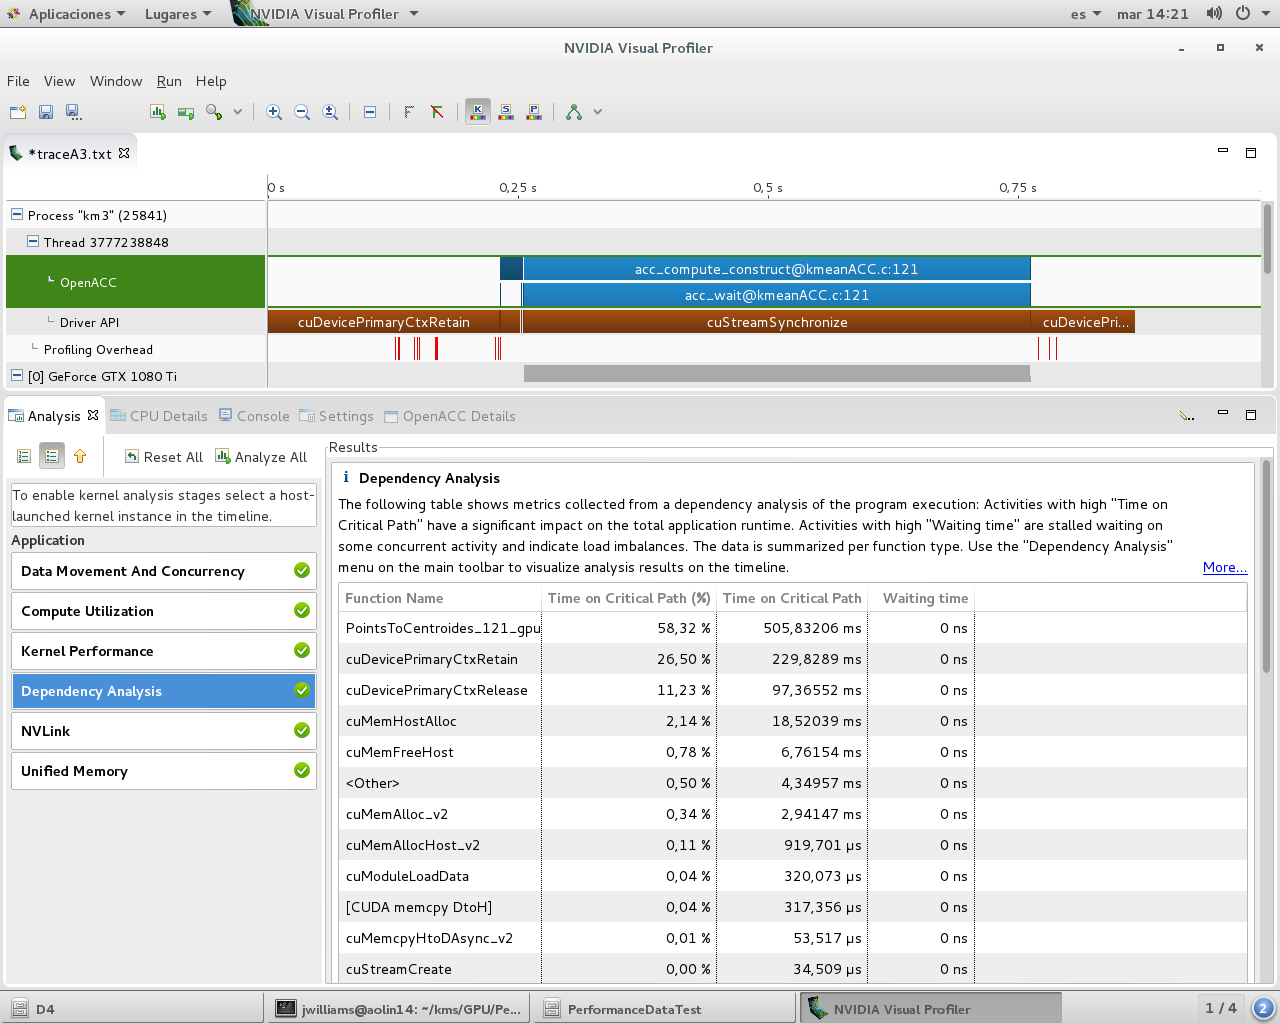 Aplicaciones Lugares NVIDIA Visual Profiler es mar 14:21
NVIDIA Visual Profiler
File View Window Run Help
K S P
*traceA3.txt
0 s 0,25 s 0,5 s 0,75 s
Process "km3" (25841)
Thread 3777238848
OpenACC
acc_compute_construct@kmeanACC.c:121
acc_wait@kmeanACC.c:121
Driver API cuDevicePrimaryCtxRetain cuStreamSynchronize cuDevicePri...
Profiling Overhead
[0] GeForce GTX 1080 Ti
Analysis CPU Details Console Settings OpenACC Details
Reset All Analyze All
To enable kernel analysis stages select a host-
launched kernel instance in the timeline.
Application
Data Movement And Concurrency
Compute Utilization
Kernel Performance
Dependency Analysis
NVLink
Unified Memory
Results
Dependency Analysis
The following table shows metrics collected from a dependency analysis of the program execution: Activities with high "Time on
Critical Path" have a significant impact on the total application runtime. Activities with high "Waiting time" are stalled waiting on
some concurrent activity and indicate load imbalances. The data is summarized per function type. Use the "Dependency Analysis"
menu on the main toolbar to visualize analysis results on the timeline. More...
Function Name Time on Critical Path (%) Time on Critical Path Waiting time
PointsToCentroides_121_gpu 58,32 % 505,83206 ms 0 ns
cuDevicePrimaryCtxRetain 26,50 % 229,8289 ms 0 ns
cuDevicePrimaryCtxRelease 11,23 % 97,36552 ms 0 ns
cuMemHostAlloc 2,14 % 18,52039 ms 0 ns
cuMemFreeHost 0,78 % 6,76154 ms 0 ns
<Other> 0,50 % 4,34957 ms 0 ns
cuMemAlloc_v2 0,34 % 2,94147 ms 0 ns
cuMemAllocHost_v2 0,11 % 919,701 µs 0 ns
cuModuleLoadData 0,04 % 320,073 µs 0 ns
[CUDA memcpy DtoH] 0,04 % 317,356 µs 0 ns
cuMemcpyHtoDAsync_v2 0,01 % 53,517 µs 0 ns
cuStreamCreate 0,00 % 34,509 µs 0 ns
D4 jwilliams@aolin14: ~/kms/GPU/Pe... PerformanceDataTest NVIDIA Visual Profiler 1 / 4 2